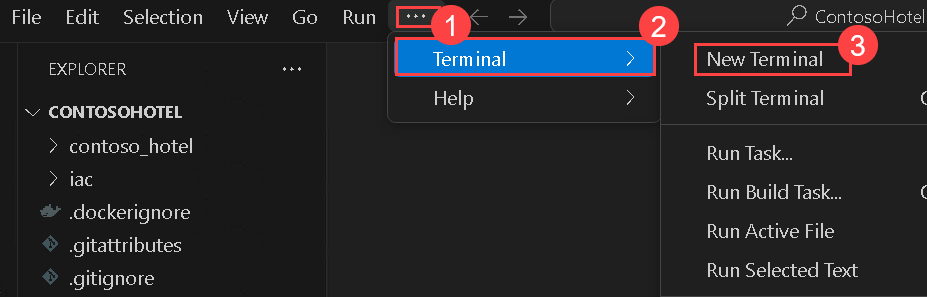 File Edit Selection View Go Run ... 1 2 ContosoHotel
EXPLORER ... Terminal New Terminal 3
CONTOSOHOTEL Help Split Terminal
contoso_hotel
iac Run Task...
.dockerignore Run Build Task...
.gitattributes Run Active File
.gitignore Run Selected Text